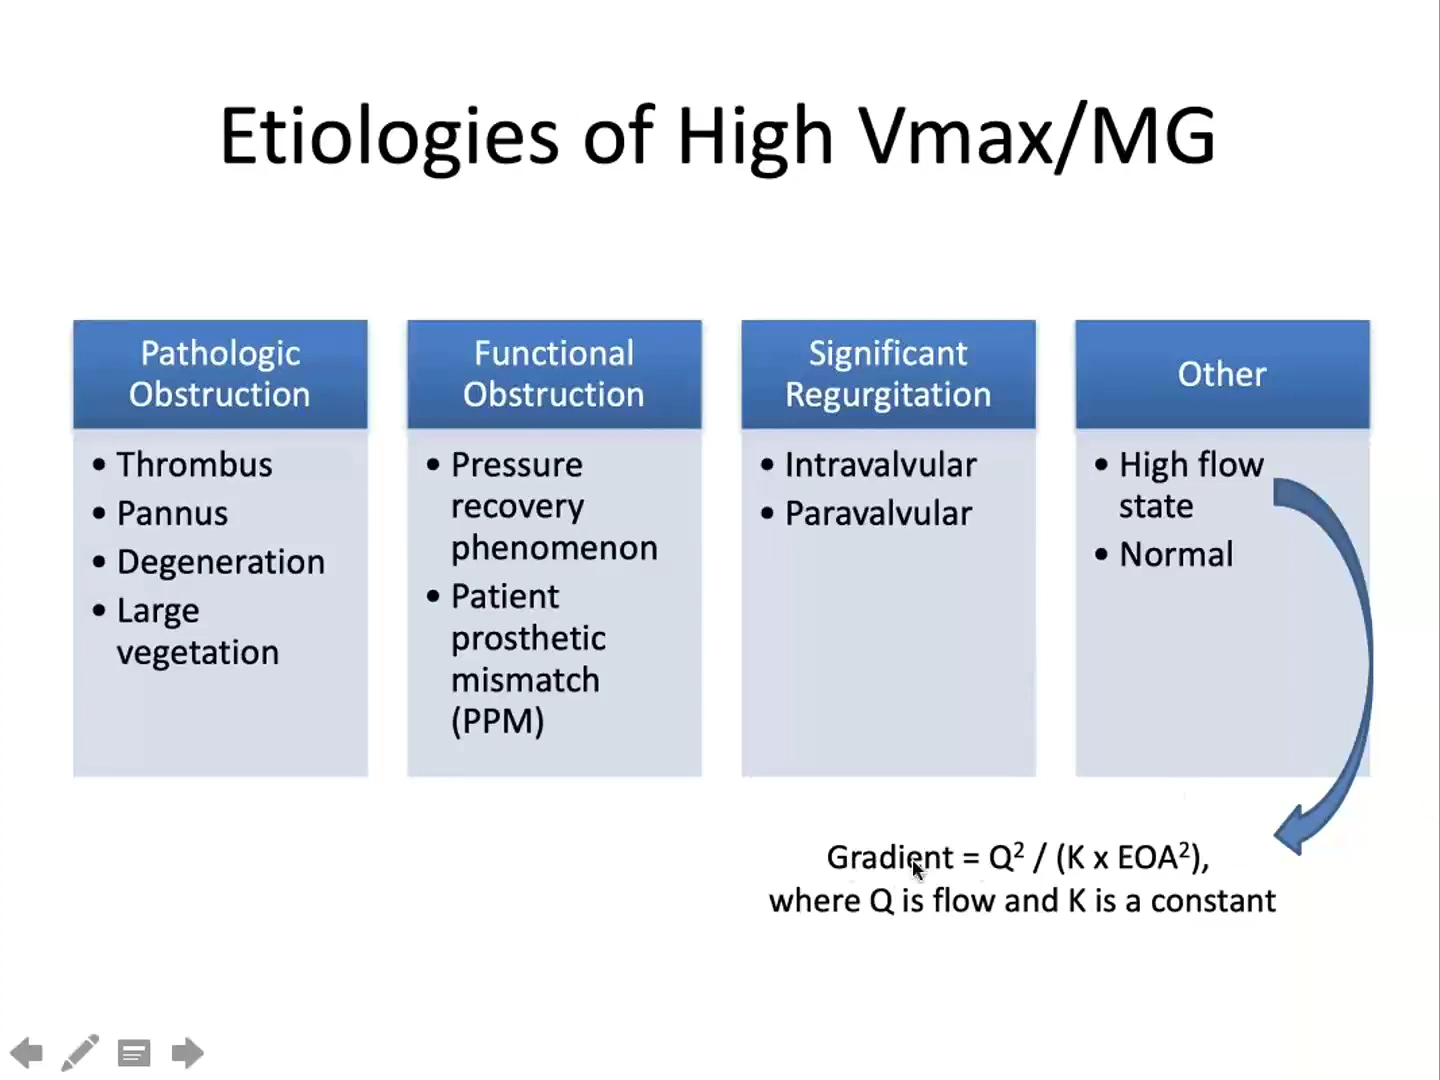 Etiologies of High Vmax/MG
Pathologic
Obstruction
• Thrombus
• Pannus
• Degeneration
• Large
vegetation
Functional
Obstruction
• Pressure
recovery
phenomenon
• Patient
prosthetic
mismatch
(PPM)
Significant
Regurgitation
• Intravalvular
• Paravalvular
Other
• High flow
state
• Normal
Gradient = Q² / (K x EOA²),
where Q is flow and K is a constant